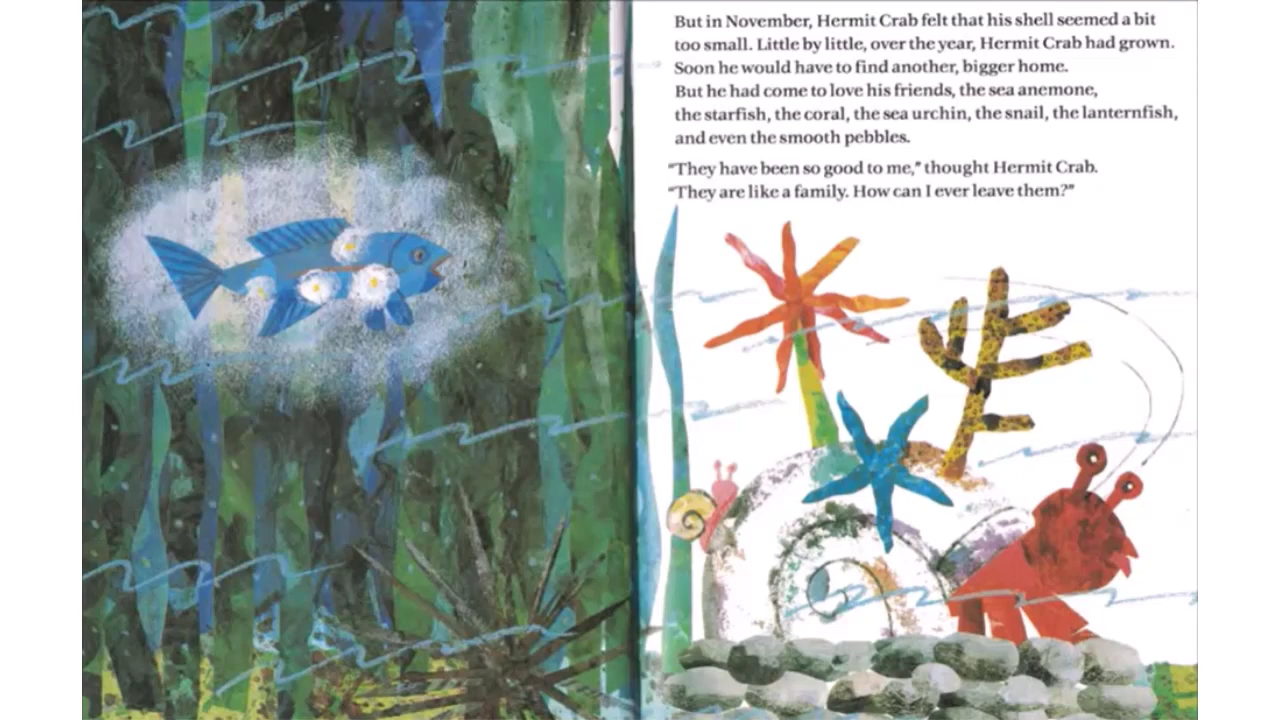 But in November, Hermit Crab felt that his shell seemed a bit
too small. Little by little, over the year, Hermit Crab had grown.
Soon he would have to find another, bigger home.
But he had come to love his friends, the sea anemone,
the starfish, the coral, the sea urchin, the snail, the lanternfish,
and even the smooth pebbles.
“They have been so good to me,” thought Hermit Crab.
“They are like a family. How can I ever leave them?”